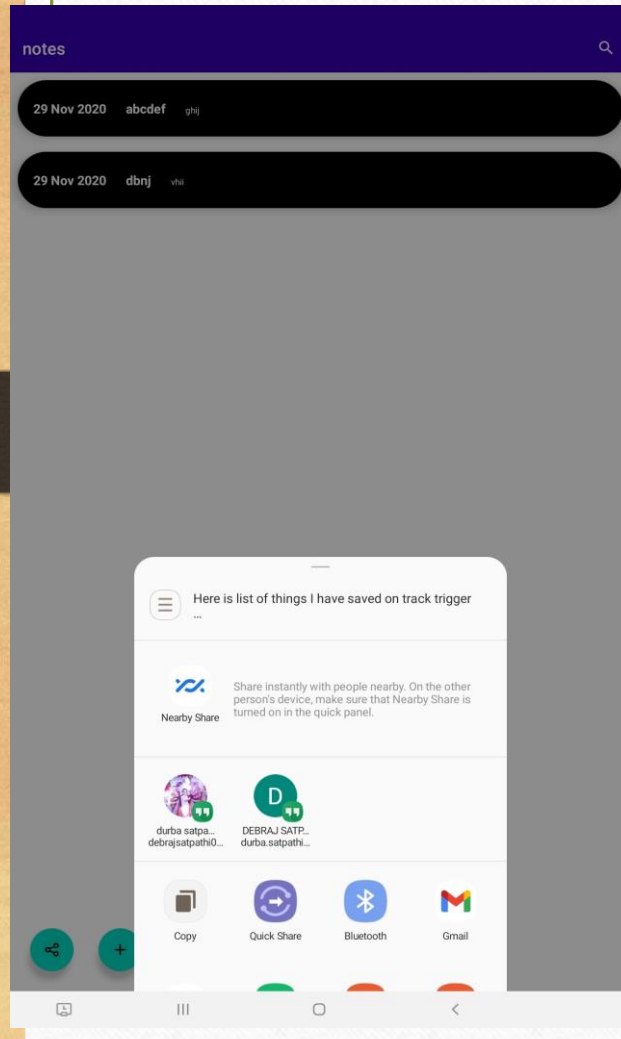 notes
29 Nov 2020 abcdef ghij
29 Nov 2020 dbnj vhii
Here is list of things I have saved on track trigger
...
Share instantly with people nearby. On the other
person's device, make sure that Nearby Share is
turned on in the quick panel.
Nearby Share
D
durba satpa... DEBRAJ SATP...
debrajsatpathi0... durba.satpathi...
Copy Quick Share Bluetooth Gmail